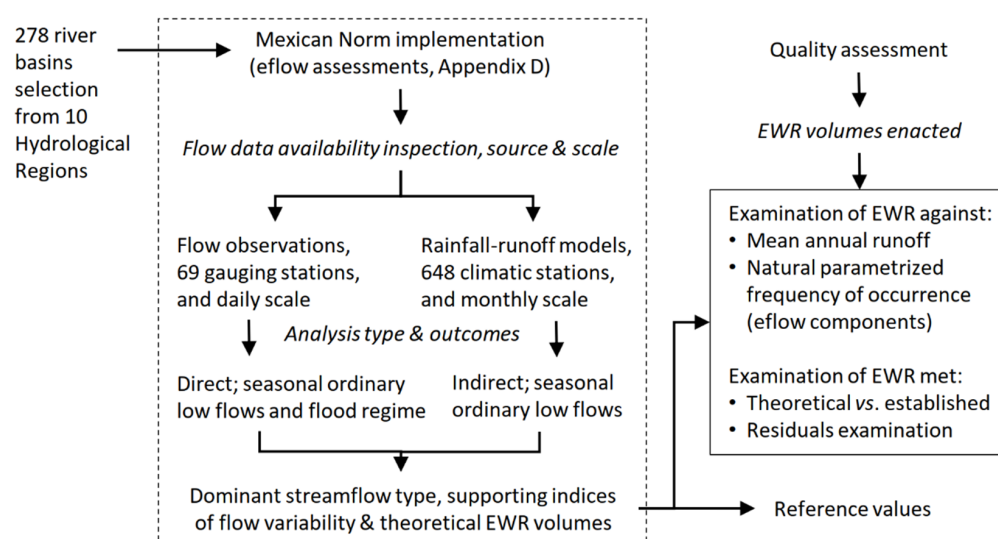 278 river
basins
selection
from 10
Hydrological
Regions
Mexican Norm implementation
(eflow assessments, Appendix D)
Flow data availability inspection, source & scale
Flow observations,
69 gauging stations,
and daily scale
Rainfall-runoff models,
648 climatic stations,
and monthly scale
Analysis type & outcomes
Direct; seasonal ordinary
low flows and flood regime
Indirect; seasonal
ordinary low flows
Dominant streamflow type, supporting indices
of flow variability & theoretical EWR volumes
Quality assessment
EWR volumes enacted
Examination of EWR against:
• Mean annual runoff
• Natural parametrized
frequency of occurrence
(eflow components)
Examination of EWR met:
• Theoretical vs. established
• Residuals examination
Reference values